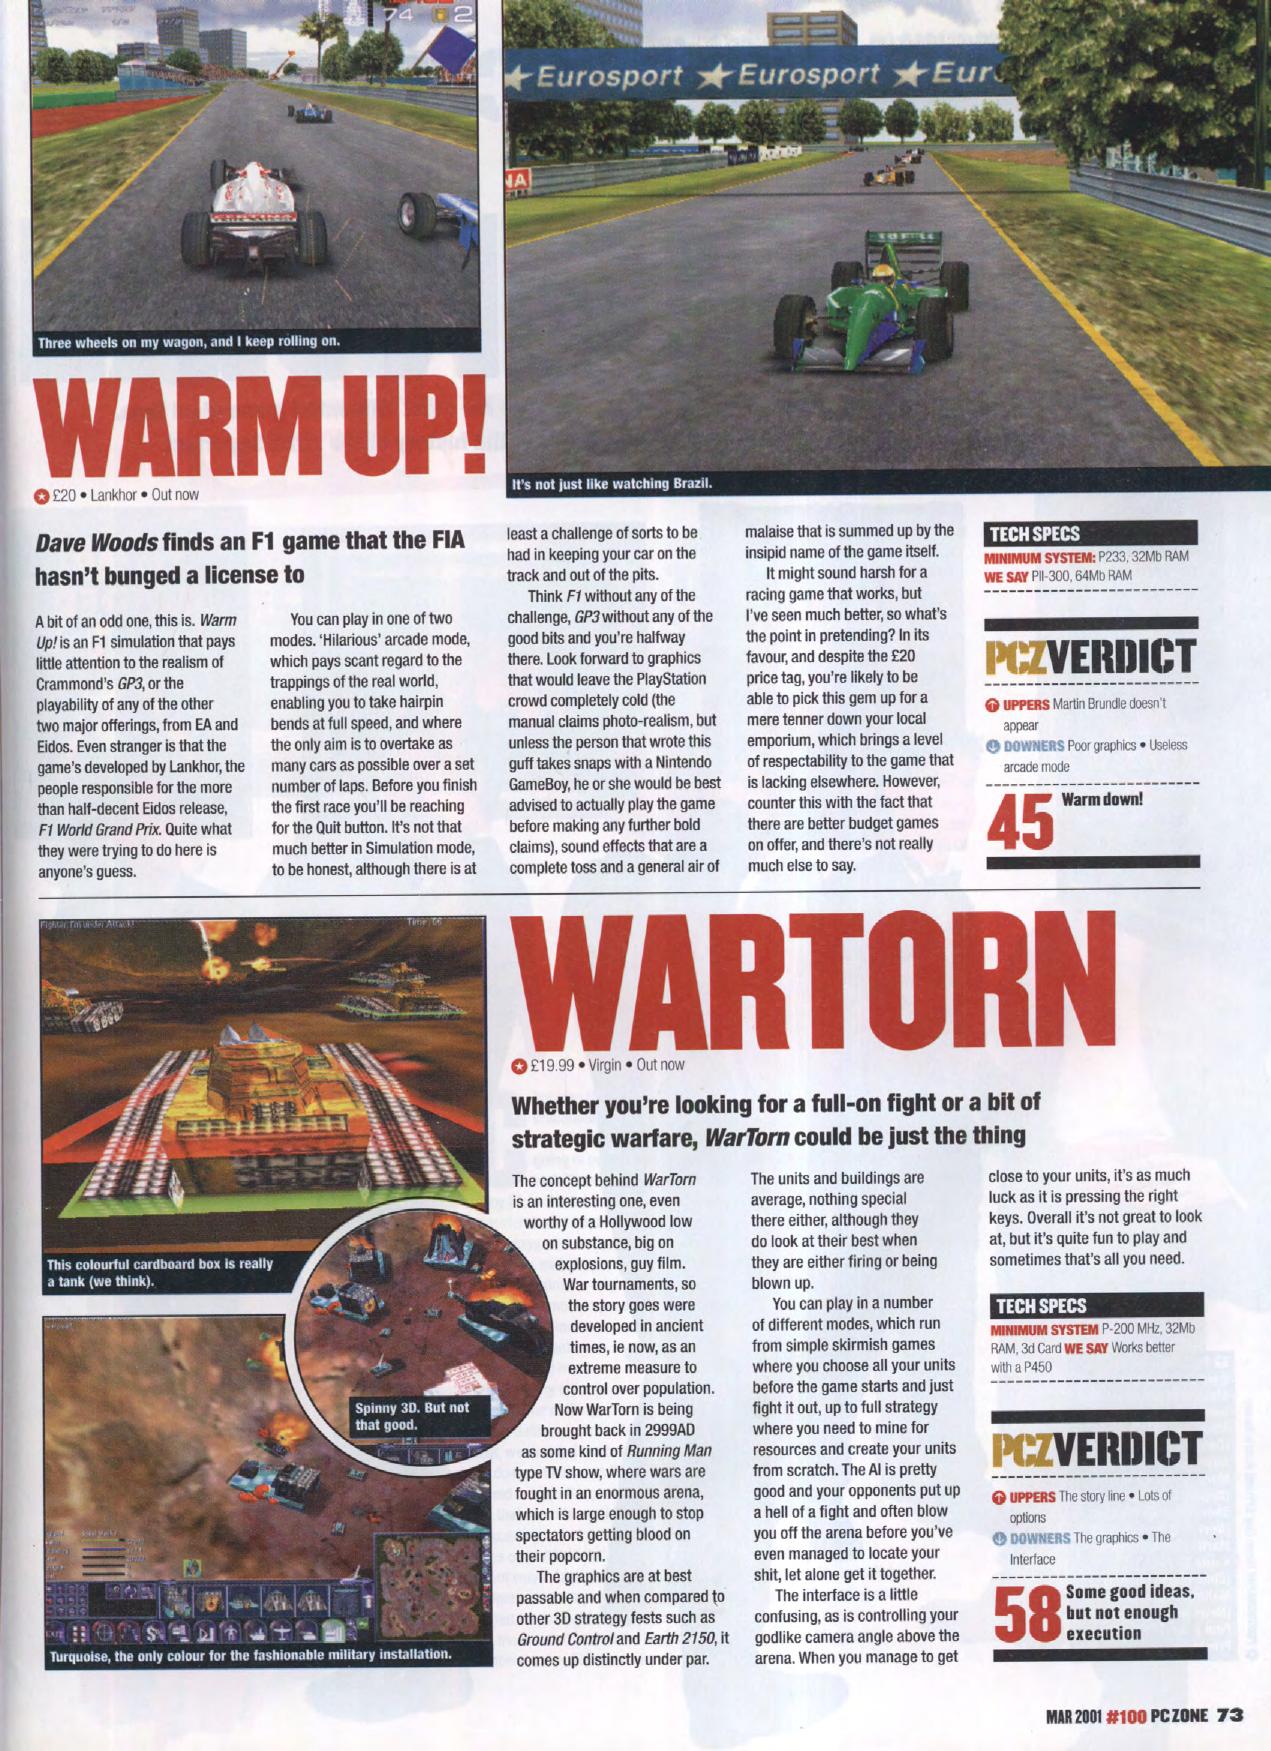 74 2
★ Eurosport ★ Eurosport ★ Eur
NA
Three wheels on my wagon, and I keep rolling on.
It's not just like watching Brazil.
WARM UP!
£20 • Lankhor • Out now
Dave Woods finds an F1 game that the FIA
hasn't bunged a license to
A bit of an odd one, this is. Warm
Up! is an F1 simulation that pays
little attention to the realism of
Crammond's GP3, or the
playability of any of the other
two major offerings, from EA and
Eidos. Even stranger is that the
game's developed by Lankhor, the
people responsible for the more
than half-decent Eidos release,
F1 World Grand Prix. Quite what
they were trying to do here is
anyone's guess.
You can play in one of two
modes. 'Hilarious' arcade mode,
which pays scant regard to the
trappings of the real world,
enabling you to take hairpin
bends at full speed, and where
the only aim is to overtake as
many cars as possible over a set
number of laps. Before you finish
the first race you'll be reaching
for the Quit button. It's not that
much better in Simulation mode,
to be honest, although there is at
least a challenge of sorts to be
had in keeping your car on the
track and out of the pits.
Think F1 without any of the
challenge, GP3 without any of the
good bits and you're halfway
there. Look forward to graphics
that would leave the PlayStation
crowd completely cold (the
manual claims photo-realism, but
unless the person that wrote this
guff takes snaps with a Nintendo
GameBoy, he or she would be best
advised to actually play the game
before making any further bold
claims), sound effects that are a
complete toss and a general air of
malaise that is summed up by the
insipid name of the game itself.
It might sound harsh for a
racing game that works, but
I've seen much better, so what's
the point in pretending? In its
favour, and despite the £20
price tag, you're likely to be
able to pick this gem up for a
mere tenner down your local
emporium, which brings a level
of respectability to the game that
is lacking elsewhere. However,
counter this with the fact that
there are better budget games
on offer, and there's not really
much else to say.
TECH SPECS
MINIMUM SYSTEM: P233, 32Mb RAM
WE SAY PII-300, 64Mb RAM
PCZVERDICT
UPPERS Martin Brundle doesn't
appear
DOWNERS Poor graphics • Useless
arcade mode
45 Warm down!
Fighter: I'm under Attack!
This colourful cardboard box is really
a tank (we think).
Spinny 3D. But not
that good.
Turquoise, the only colour for the fashionable military installation.
WARTORN
£19.99 • Virgin • Out now
Whether you're looking for a full-on fight or a bit of
strategic warfare, WarTorn could be just the thing
The concept behind WarTorn
is an interesting one, even
worthy of a Hollywood low
on substance, big on
explosions, guy film.
War tournaments, so
the story goes were
developed in ancient
times, ie now, as an
extreme measure to
control over population.
Now WarTorn is being
brought back in 2999AD
as some kind of Running Man
type TV show, where wars are
fought in an enormous arena,
which is large enough to stop
spectators getting blood on
their popcorn.
The graphics are at best
passable and when compared to
other 3D strategy fests such as
Ground Control and Earth 2150, it
comes up distinctly under par.
The units and buildings are
average, nothing special
there either, although they
do look at their best when
they are either firing or being
blown up.
You can play in a number
of different modes, which run
from simple skirmish games
where you choose all your units
before the game starts and just
fight it out, up to full strategy
where you need to mine for
resources and create your units
from scratch. The AI is pretty
good and your opponents put up
a hell of a fight and often blow
you off the arena before you've
even managed to locate your
shit, let alone get it together.
The interface is a little
confusing, as is controlling your
godlike camera angle above the
arena. When you manage to get
close to your units, it's as much
luck as it is pressing the right
keys. Overall it's not great to look
at, but it's quite fun to play and
sometimes that's all you need.
TECH SPECS
MINIMUM SYSTEM P-200 MHz, 32Mb
RAM, 3d Card WE SAY Works better
with a P450
PCZVERDICT
UPPERS The story line • Lots of
options
DOWNERS The graphics • The
Interface
58 Some good ideas,
but not enough
execution
MAR 2001 #100 PC ZONE 73